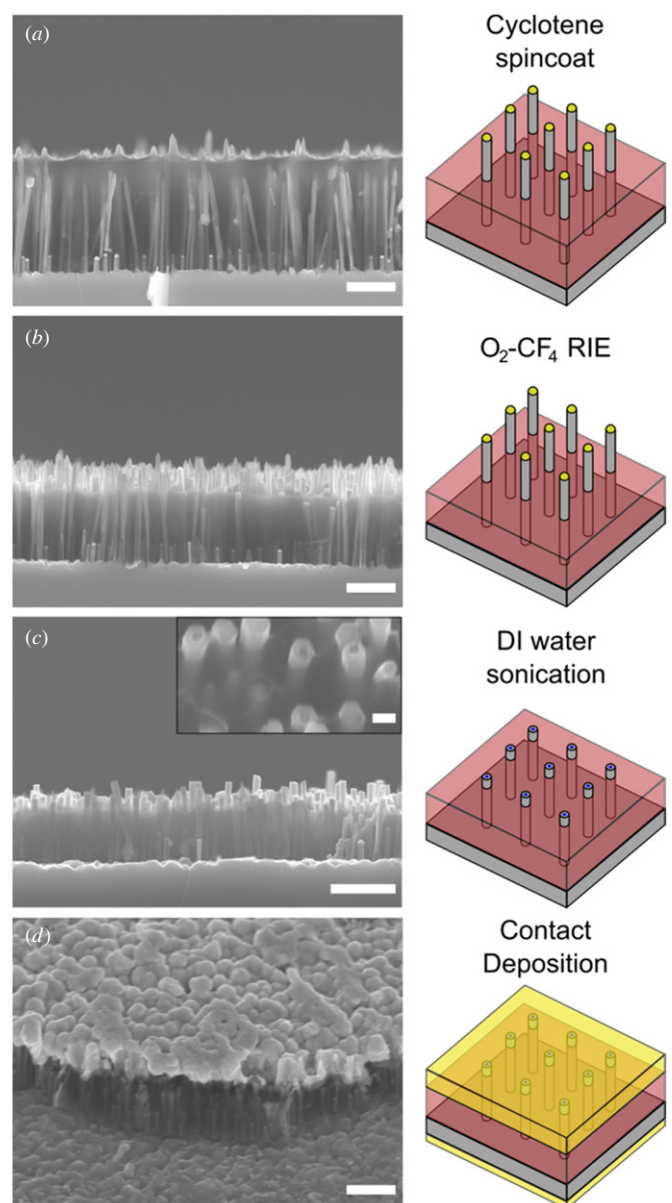 (a)
Cyclotene
spincoat
(b)
O₂-CF₄ RIE
(c)
DI water
sonication
(d)
Contact
Deposition